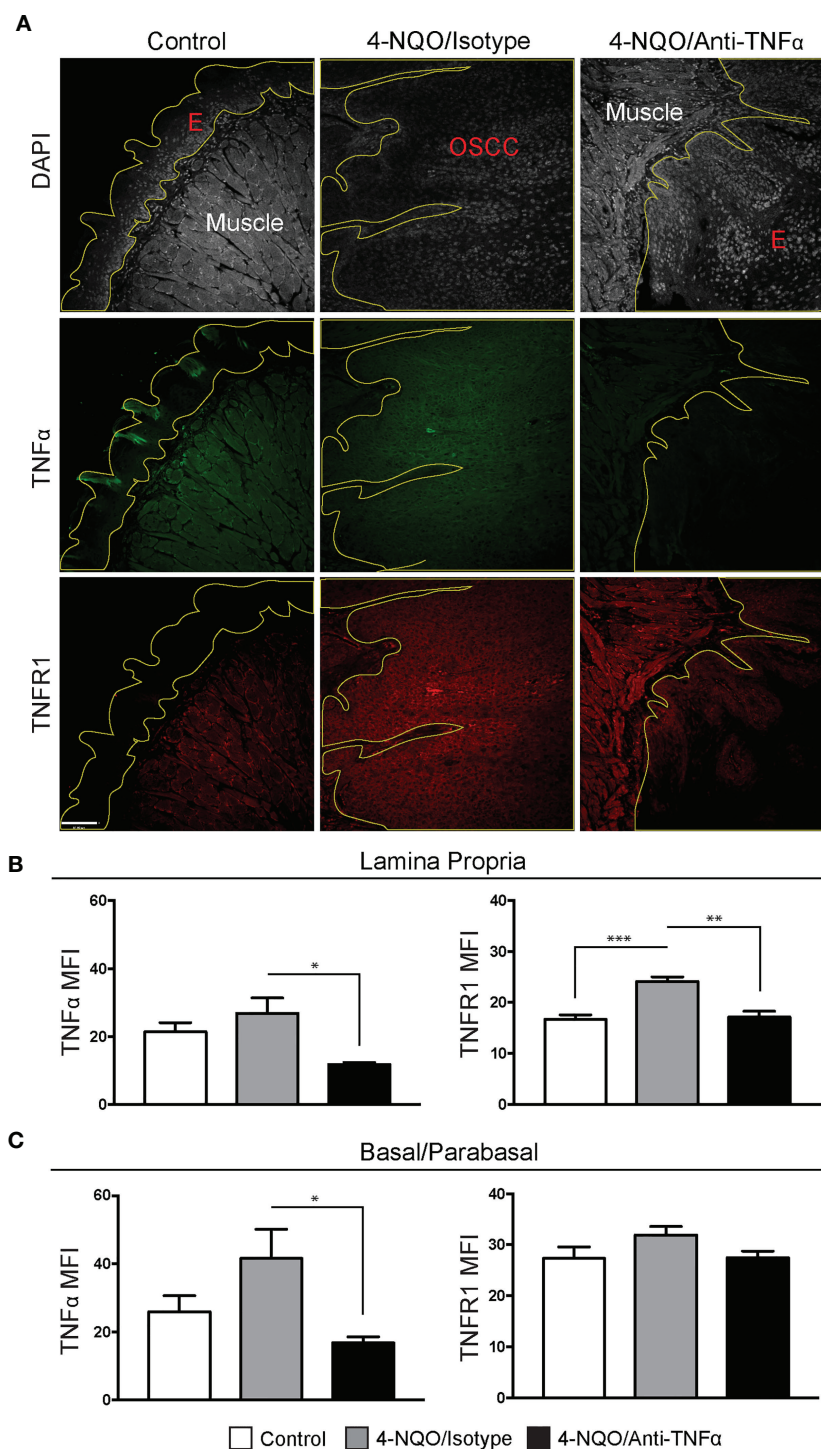 A
Control 4-NQO/Isotype 4-NQO/Anti-TNFα
DAPI
E
Muscle
OSCC
Muscle
E
TNFα
TNFR1
B
Lamina Propria
TNFα MFI
60
40
20
0
*
TNFR1 MFI
40
30
20
10
0
***
**
C
Basal/Parabasal
TNFα MFI
60
40
20
0
*
TNFR1 MFI
40
30
20
10
0
Control 4-NQO/Isotype 4-NQO/Anti-TNFα